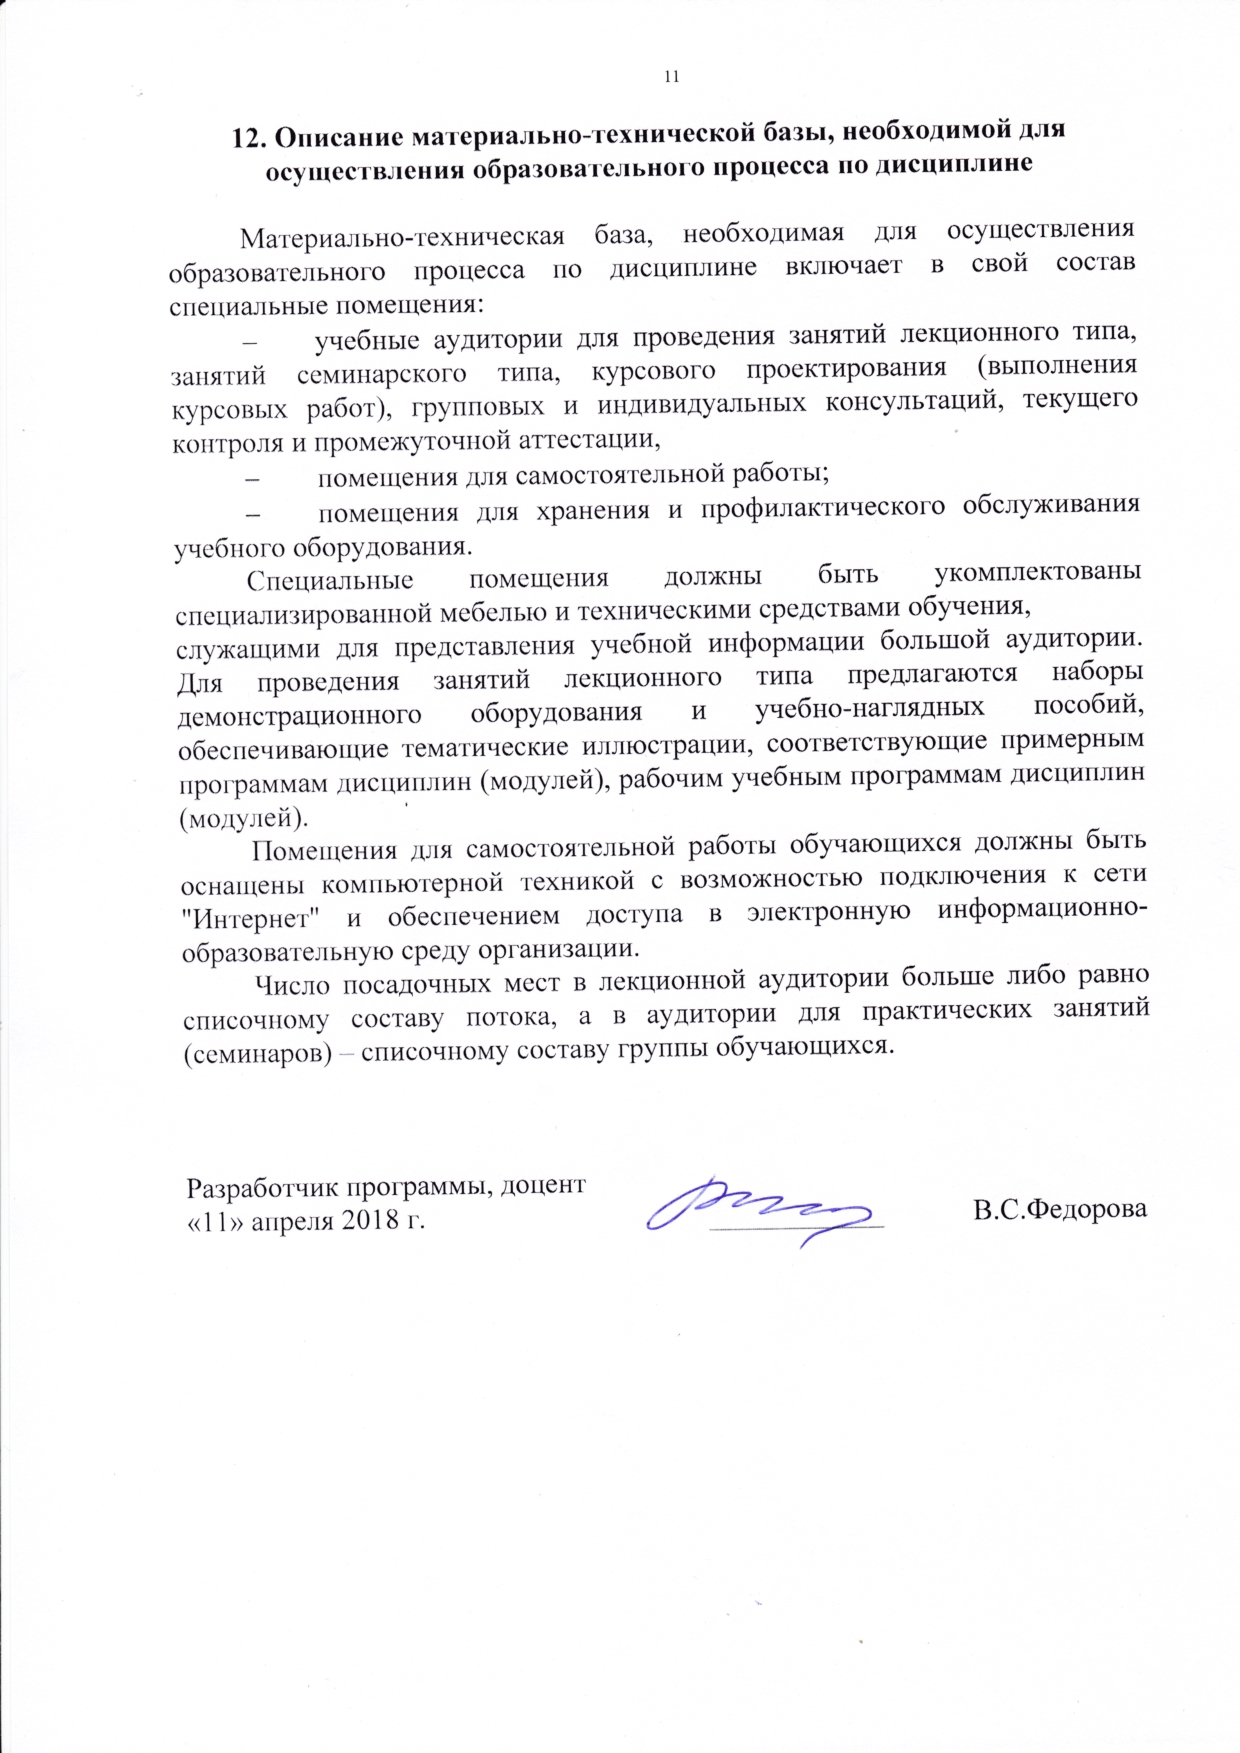 11
12. Описание материально-технической базы, необходимой для
осуществления образовательного процесса по дисциплине
Материально-техническая база, необходимая для осуществления
образовательного процесса по дисциплине включает в свой состав
специальные помещения:
– учебные аудитории для проведения занятий лекционного типа,
занятий семинарского типа, курсового проектирования (выполнения
курсовых работ), групповых и индивидуальных консультаций, текущего
контроля и промежуточной аттестации,
– помещения для самостоятельной работы;
– помещения для хранения и профилактического обслуживания
учебного оборудования.
Специальные помещения должны быть укомплектованы
специализированной мебелью и техническими средствами обучения,
служащими для представления учебной информации большой аудитории.
Для проведения занятий лекционного типа предлагаются наборы
демонстрационного оборудования и учебно-наглядных пособий,
обеспечивающие тематические иллюстрации, соответствующие примерным
программам дисциплин (модулей), рабочим учебным программам дисциплин
(модулей).
Помещения для самостоятельной работы обучающихся должны быть
оснащены компьютерной техникой с возможностью подключения к сети
"Интернет" и обеспечением доступа в электронную информационно-
образовательную среду организации.
Число посадочных мест в лекционной аудитории больше либо равно
списочному составу потока, а в аудитории для практических занятий
(семинаров) – списочному составу группы обучающихся.
Разработчик программы, доцент
«11» апреля 2018 г.
В.С.Федорова